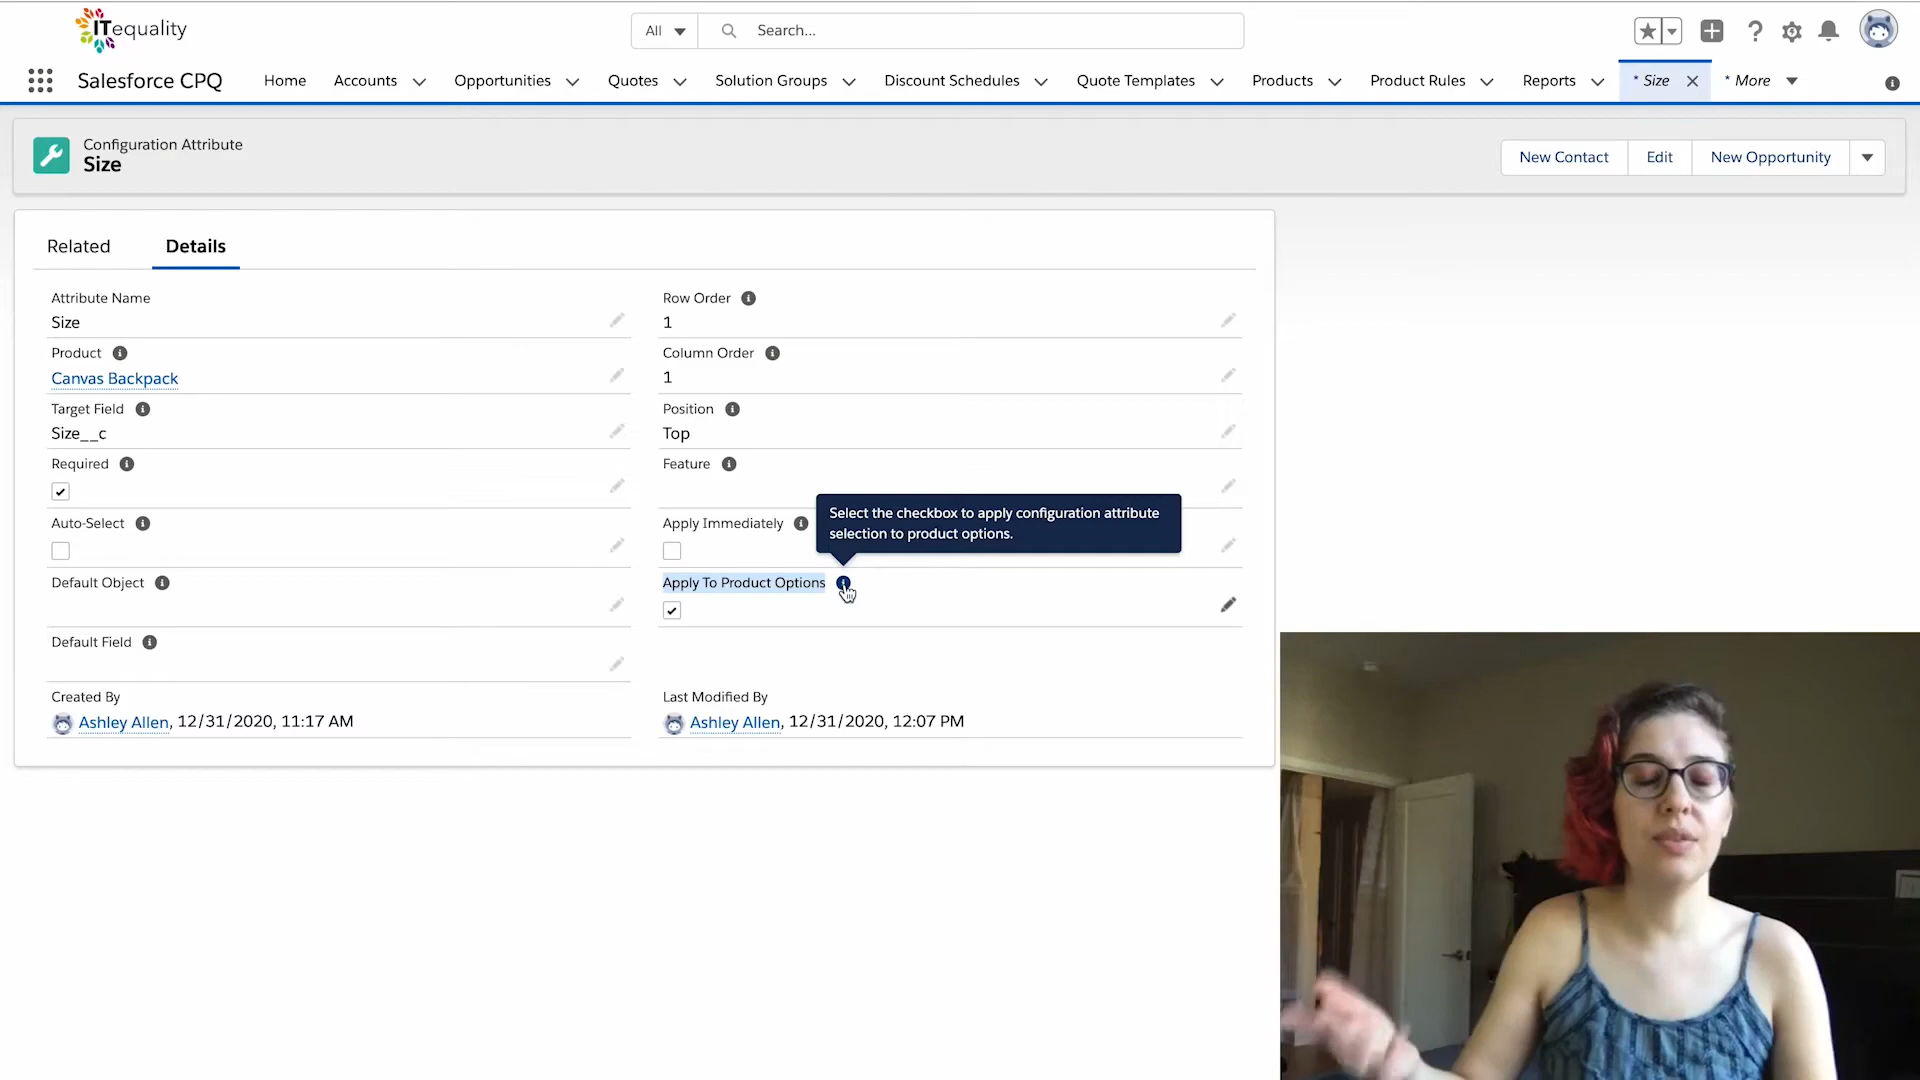 ITequality
All
Search...
Salesforce CPQ
Home
Accounts
Opportunities
Quotes
Solution Groups
Discount Schedules
Quote Templates
Products
Product Rules
Reports
* Size
* More
Configuration Attribute
Size
New Contact
Edit
New Opportunity
Related
Details
Attribute Name
Size
Row Order
1
Product
Canvas Backpack
Column Order
1
Target Field
Size__c
Position
Top
Required
Feature
Auto-Select
Apply Immediately
Select the checkbox to apply configuration attribute
selection to product options.
Default Object
Apply To Product Options
Default Field
Created By
Ashley Allen, 12/31/2020, 11:17 AM
Last Modified By
Ashley Allen, 12/31/2020, 12:07 PM